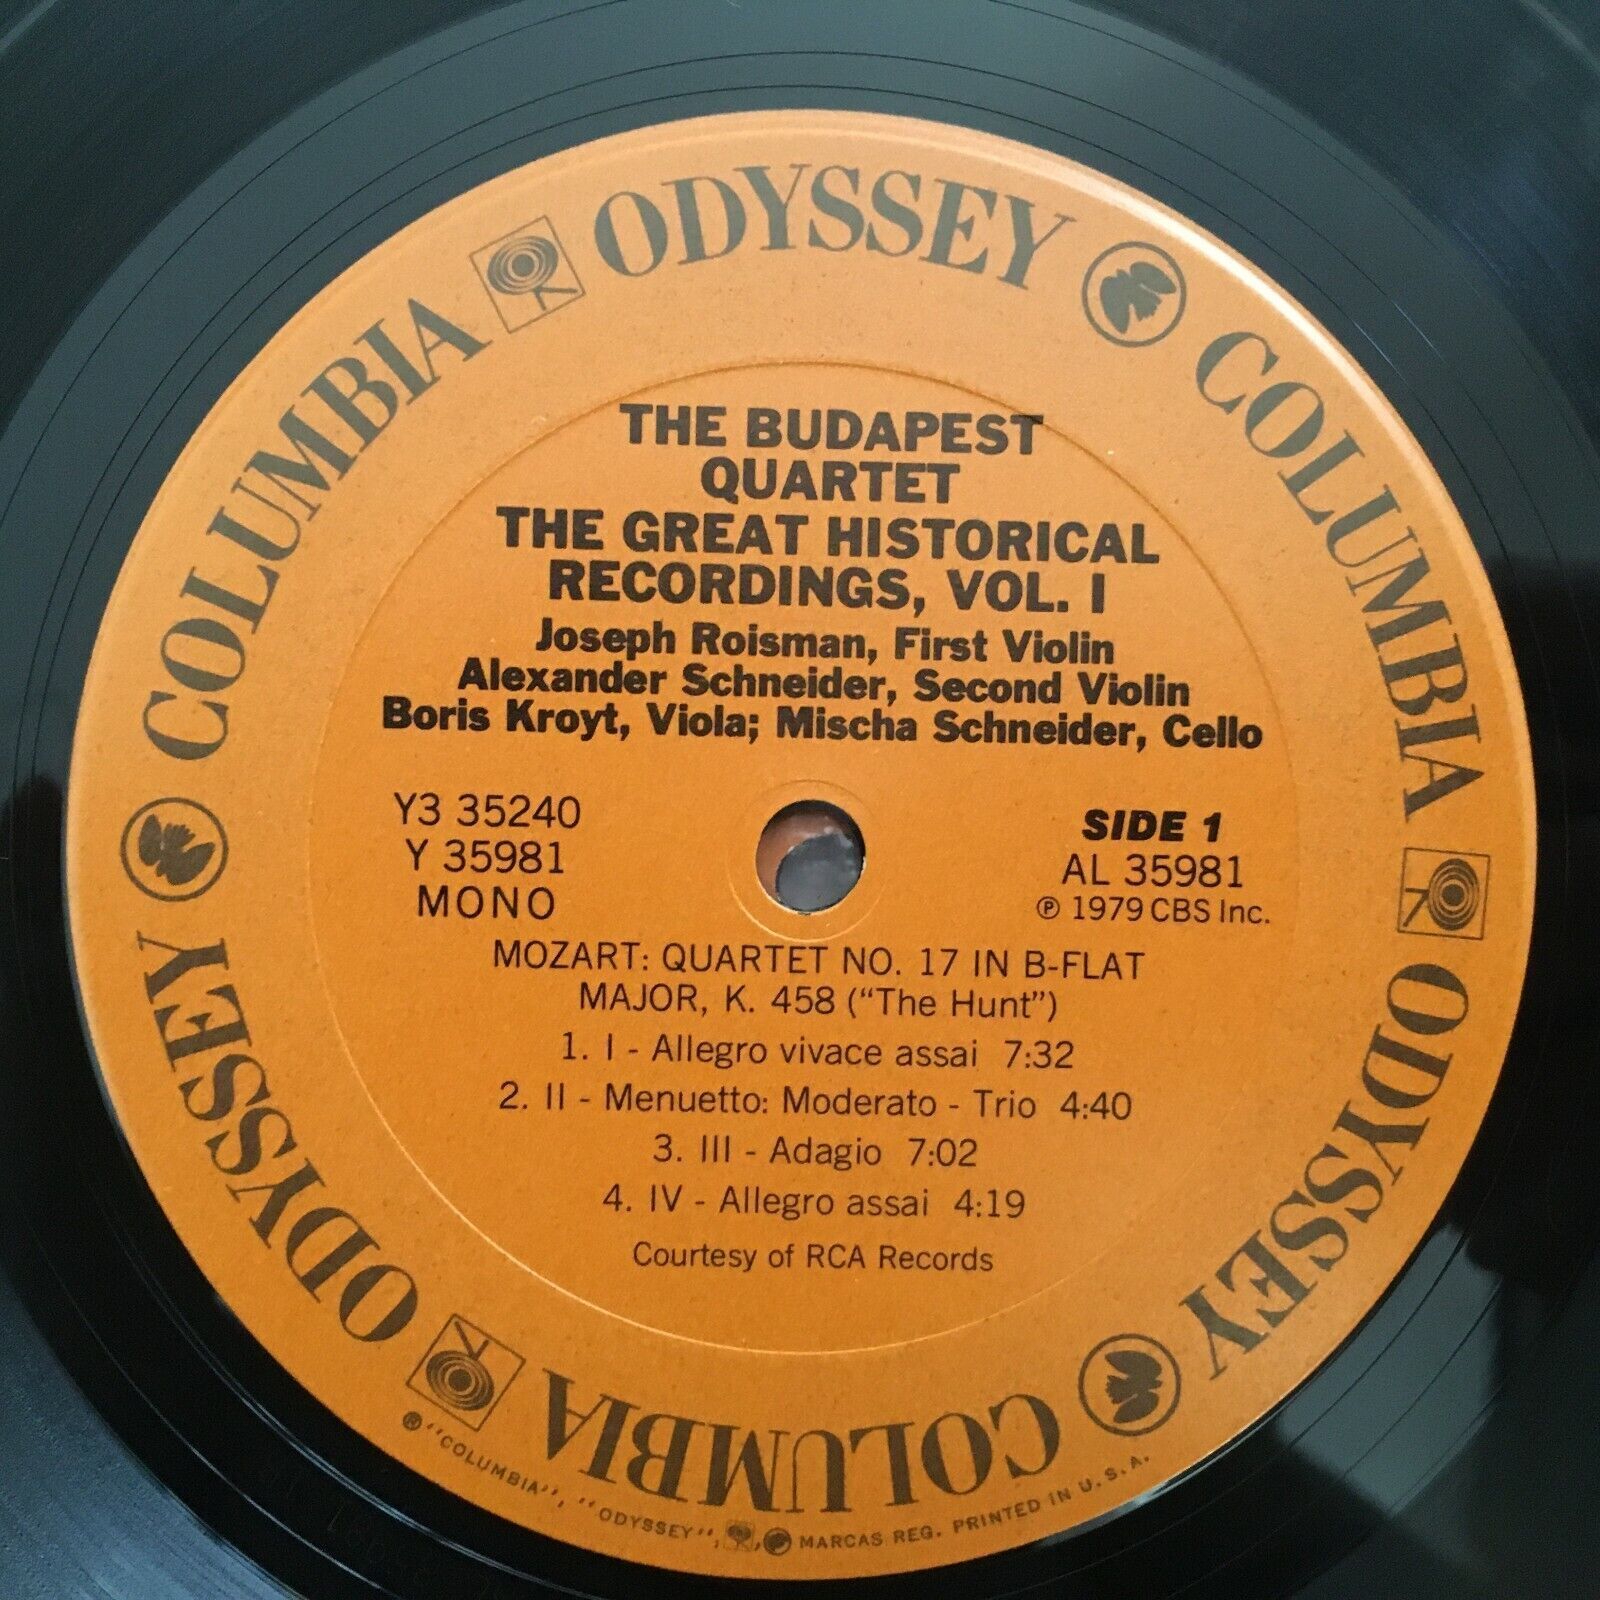 ODYSSEY
COLUMBIA
ODYSSEY
COLUMBIA
ODYSSEY
COLUMBIA
THE BUDAPEST
QUARTET
THE GREAT HISTORICAL
RECORDINGS, VOL. I
Joseph Roisman, First Violin
Alexander Schneider, Second Violin
Boris Kroyt, Viola; Mischa Schneider, Cello
Y3 35240
Y 35981
MONO
SIDE 1
AL 35981
℗ 1979 CBS Inc.
MOZART: QUARTET NO. 17 IN B-FLAT
MAJOR, K. 458 ("The Hunt")
1. I - Allegro vivace assai 7:32
2. II - Menuetto: Moderato - Trio 4:40
3. III - Adagio 7:02
4. IV - Allegro assai 4:19
Courtesy of RCA Records
® "COLUMBIA", "ODYSSEY", , MARCAS REG. PRINTED IN U.S.A.